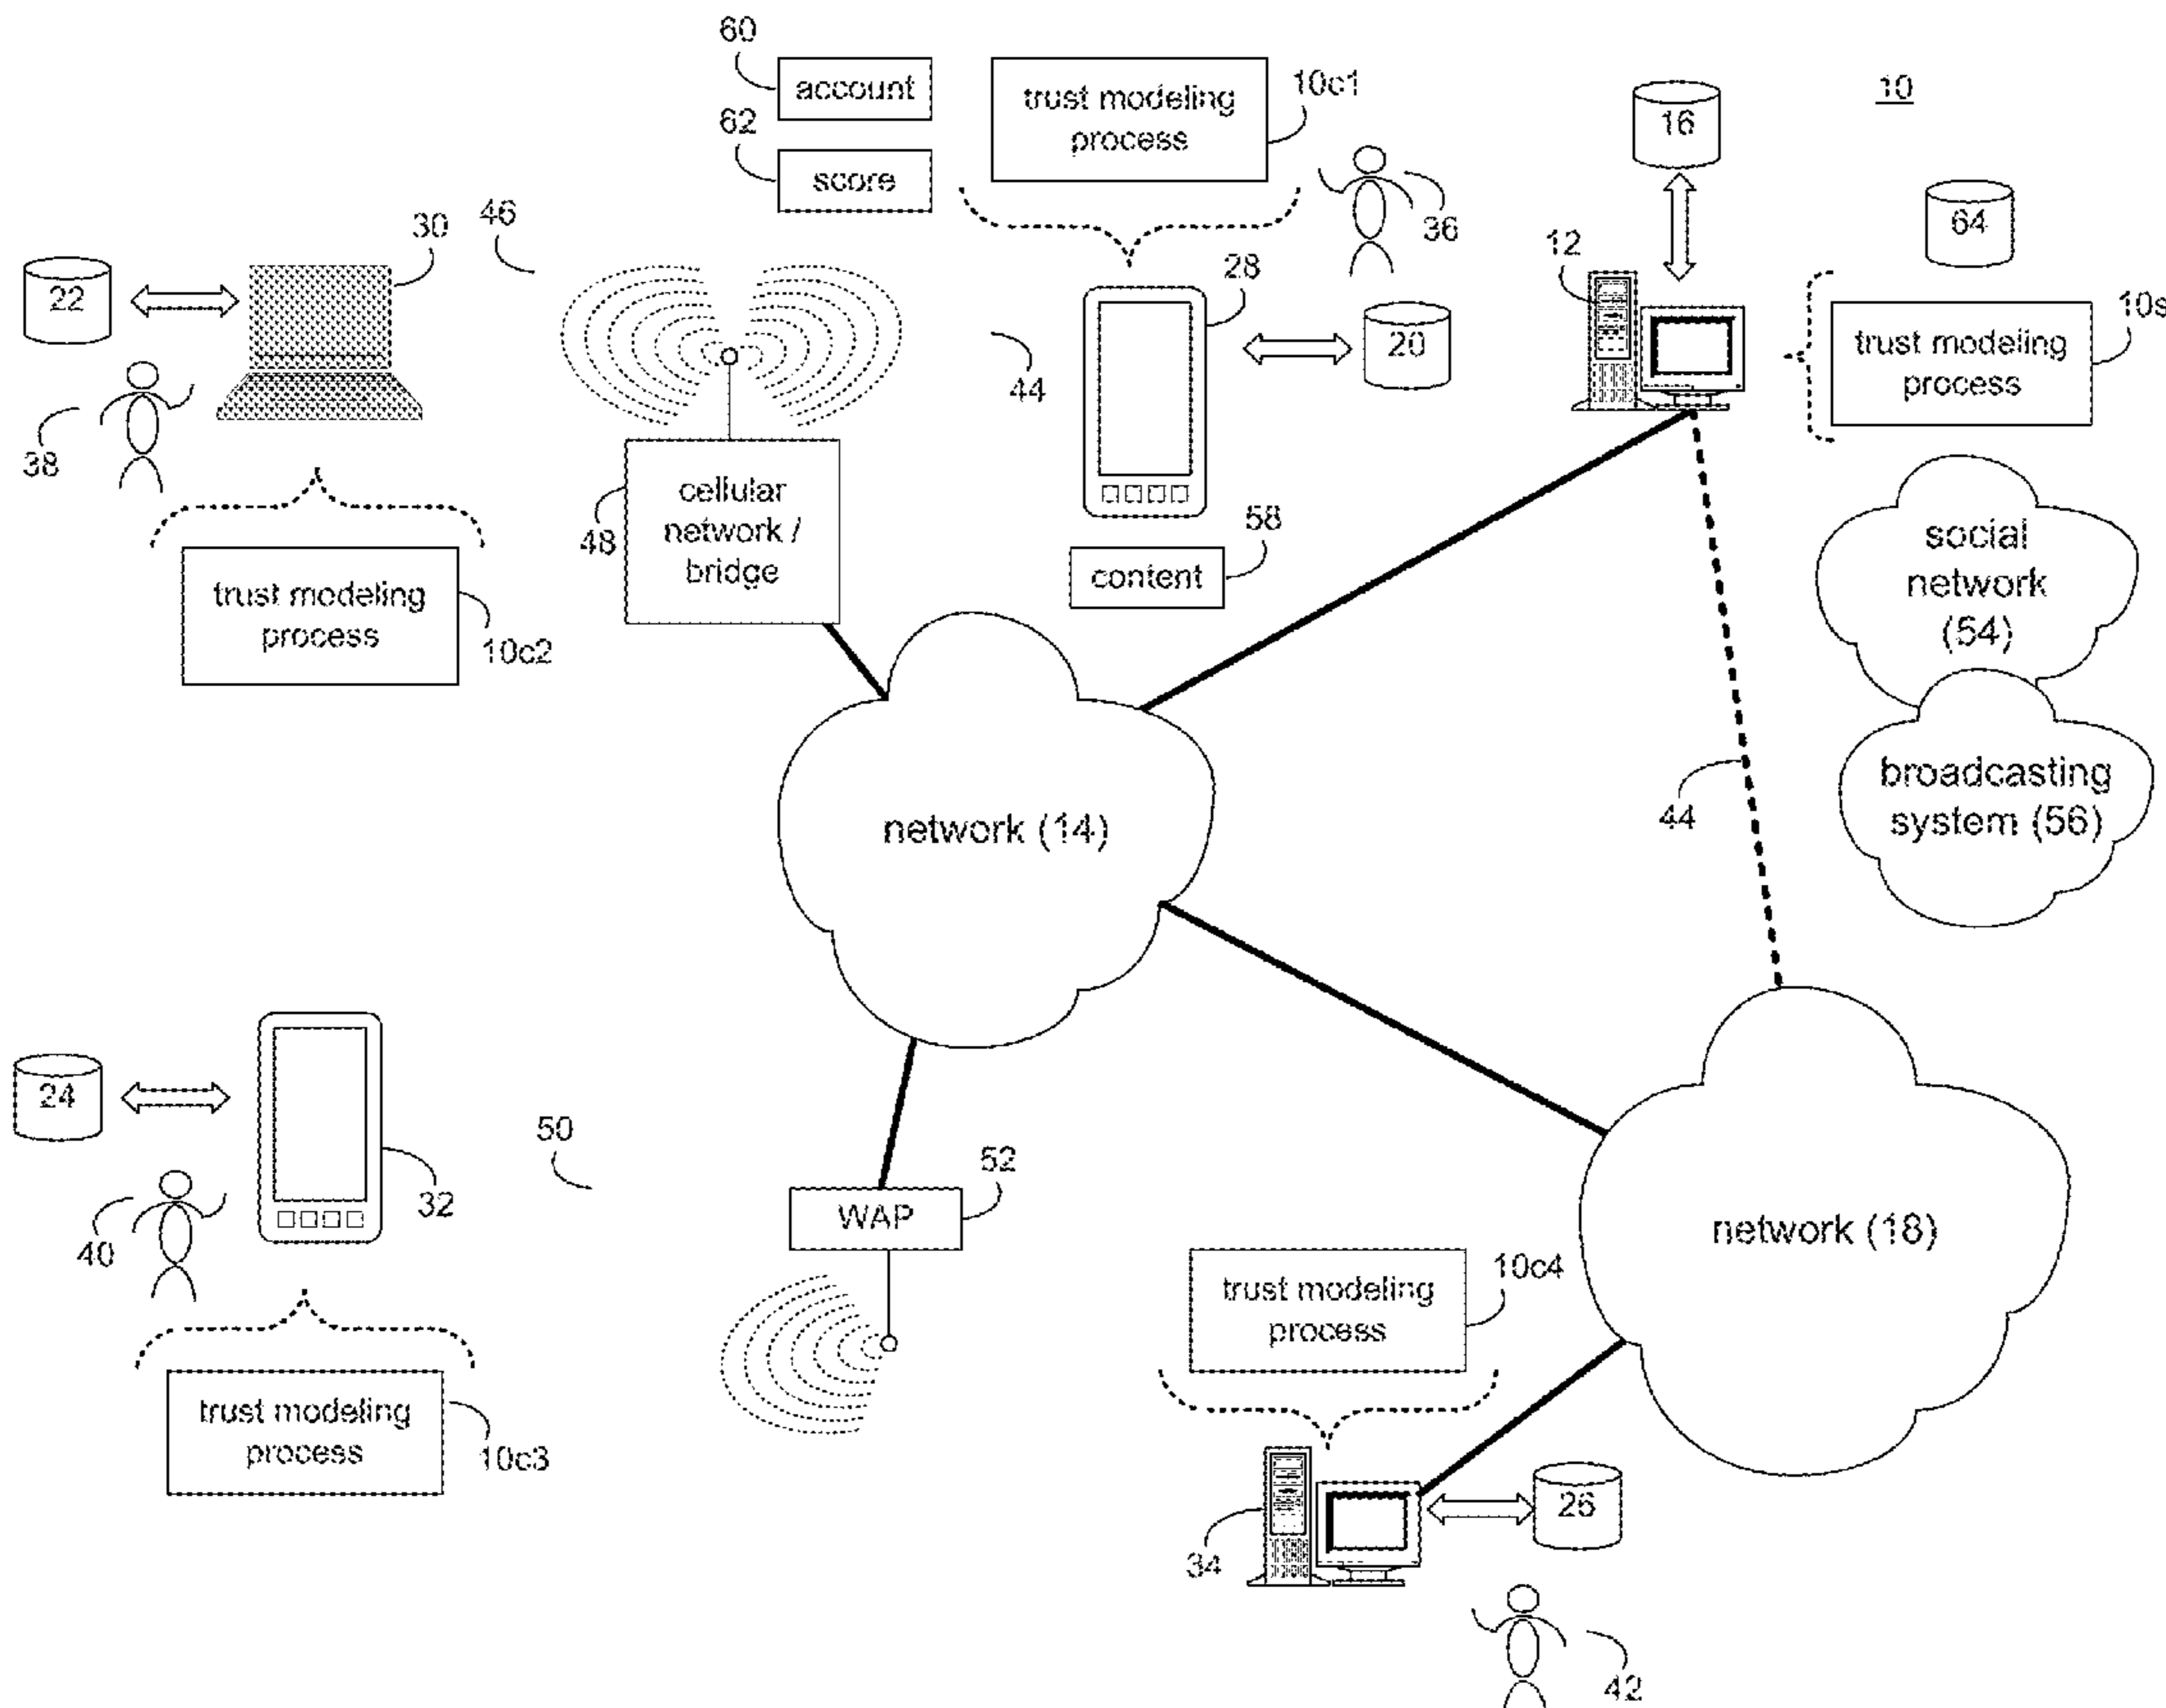 60
account
62
score
trust modeling
process
10c1
36
16
10
64
12
10s
trust modeling
process
46
30
22
38
28
20
44
cellular
network /
bridge
48
58
content
trust modeling
process
10c2
social
network
(54)
broadcasting
system (56)
44
network (14)
24
32
40
50
52
WAP
network (18)
trust modeling
process
10c3
trust modeling
process
10c4
34
26
42